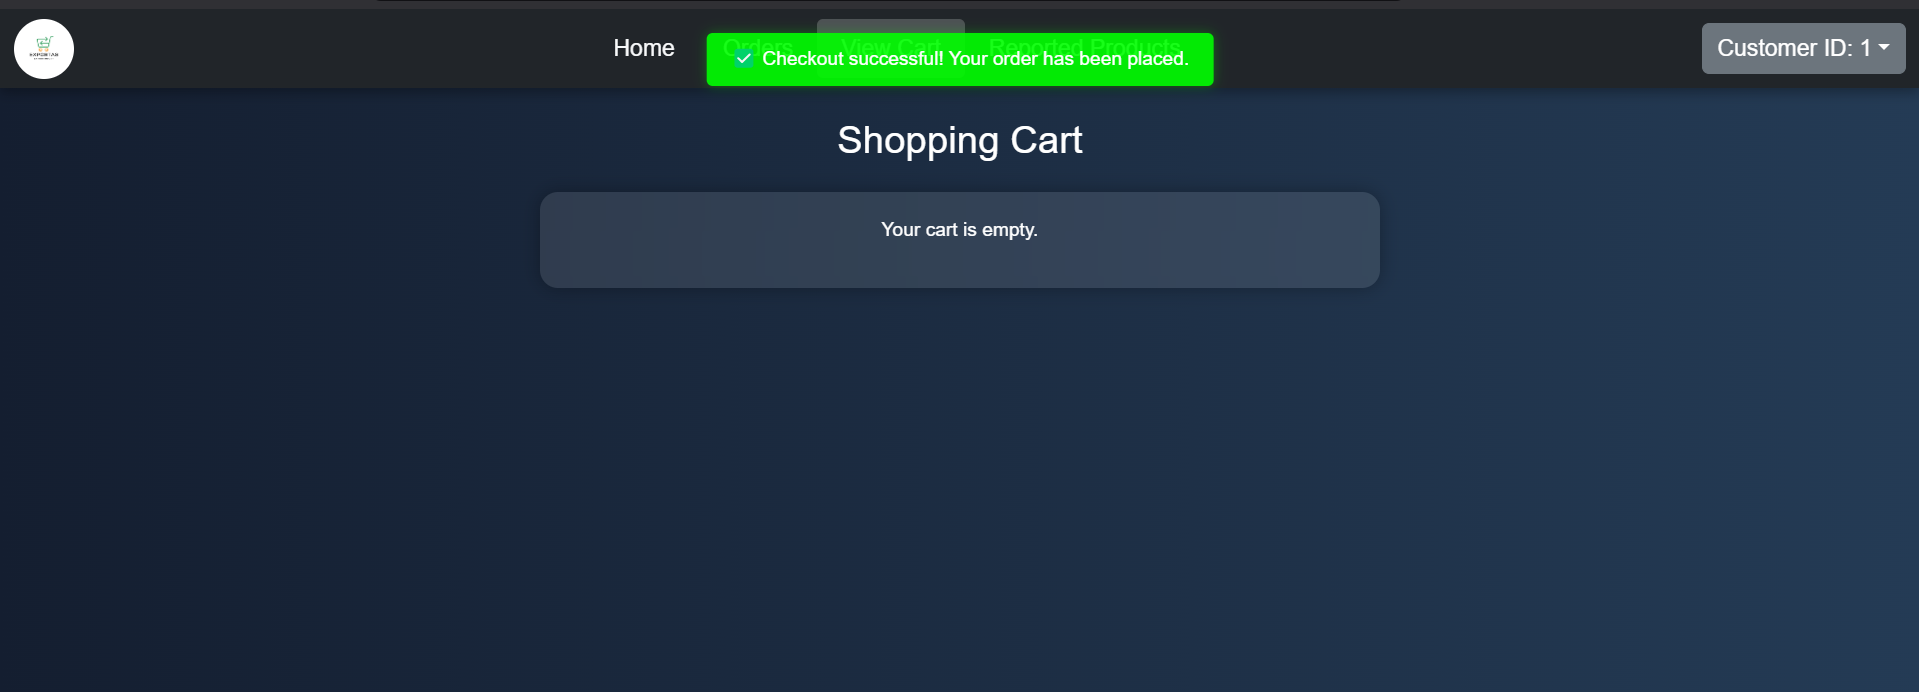 Home
Orders
View Cart
Reported Products
✅ Checkout successful! Your order has been placed.
Customer ID: 1
Shopping Cart
Your cart is empty.